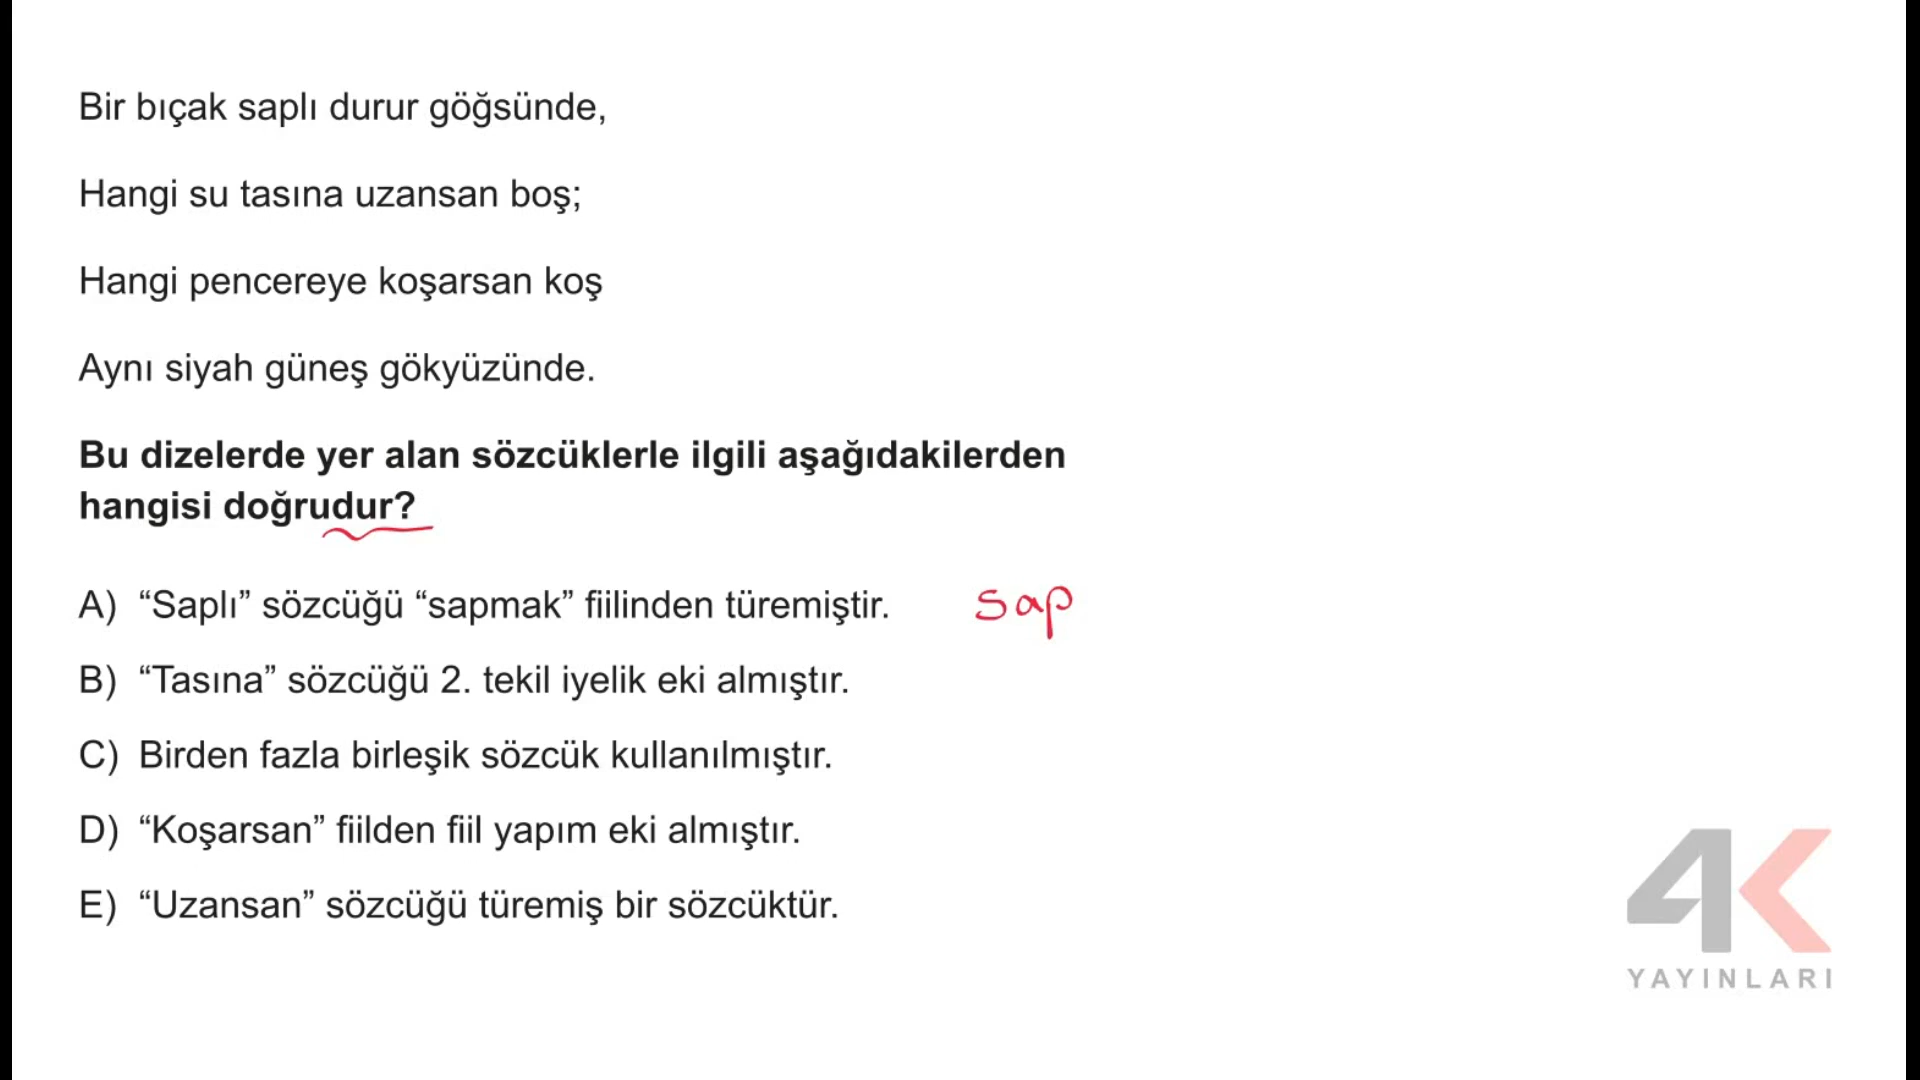 Bir bıçak saplı durur göğsünde,
Hangi su tasına uzansan boş;
Hangi pencereye koşarsan koş
Aynı siyah güneş gökyüzünde.
Bu dizelerde yer alan sözcüklerle ilgili aşağıdakilerden
hangisi doğrudur?
A) “Saplı” sözcüğü “sapmak” fiilinden türemiştir. sap
B) “Tasına” sözcüğü 2. tekil iyelik eki almıştır.
C) Birden fazla birleşik sözcük kullanılmıştır.
D) “Koşarsan” fiilden fiil yapım eki almıştır.
E) “Uzansan” sözcüğü türemiş bir sözcüktür.
4K
YAYINLARI